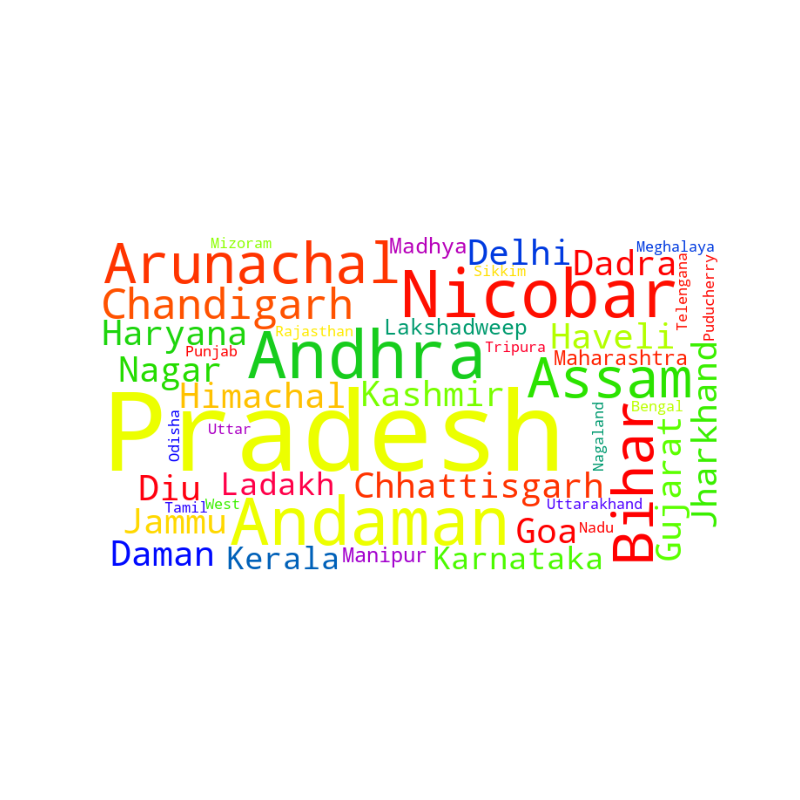 Mizoram
Madhya
Delhi
Meghalaya
Arunachal
Sikkim
Dadra
Telengana
Puducherry
Nicobar
Chandigarh
Haryana
Rajasthan
Lakshadweep
Haveli
Punjab
Andhra
Tripura
Maharashtra
Nagar
Assam
Himachal
Kashmir
Jharkhand
Pradesh
Odisha
Uttar
Nagaland
Bengal
Bihar
Gujarat
Diu
Ladakh
Chhattisgarh
Tamil
West
Uttarakhand
Jammu
Andaman
Goa
Nadu
Daman
Kerala
Manipur
Karnataka